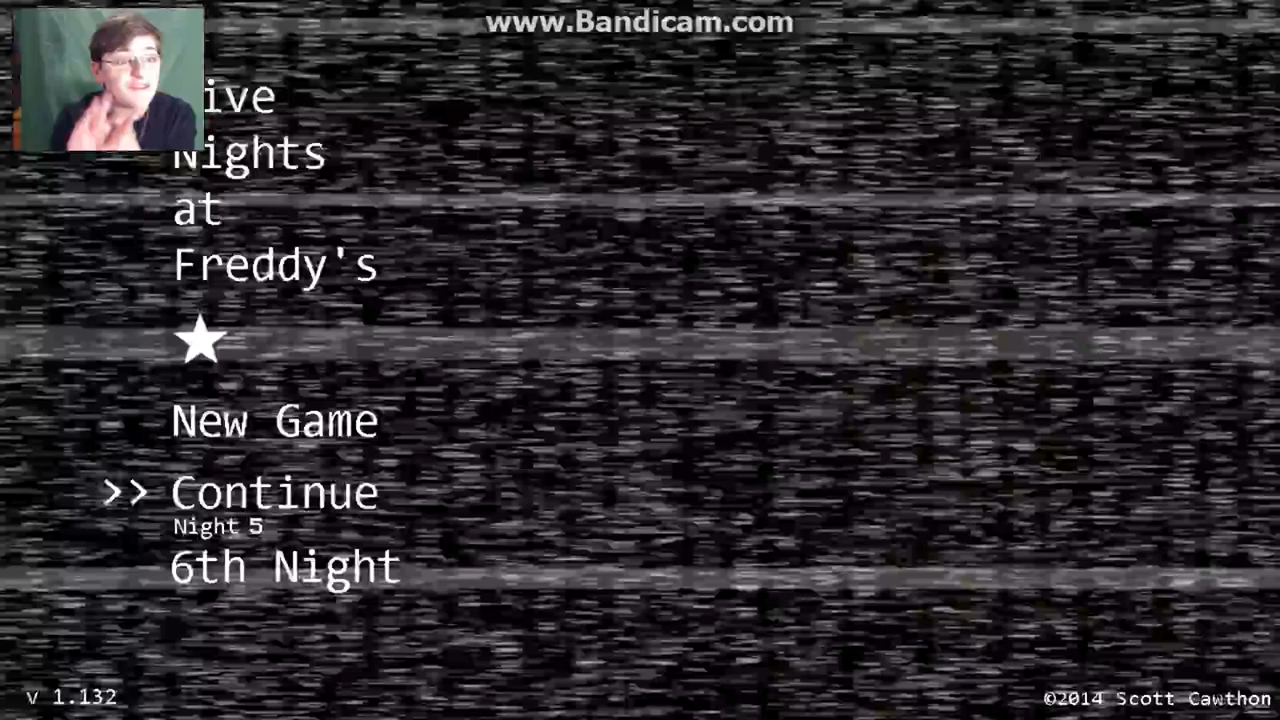 www.Bandicam.com
ive
Nights
at
Freddy's
New Game
>> Continue
Night 5
6th Night
v 1.132
©2014 Scott Cawthon